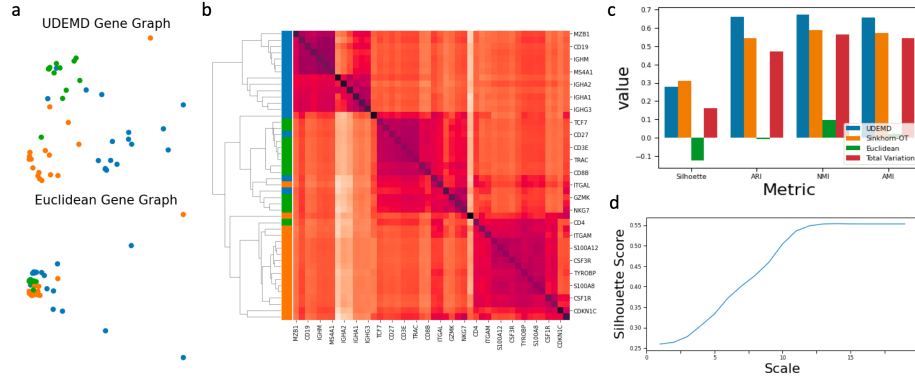 a
UDEMD Gene Graph
Euclidean Gene Graph
b
MZB1
CD19
IGHM
MS4A1
IGHA2
IGHA1
IGHG3
TCF7
CD27
CD3E
TRAC
CD8B
ITGAL
GZMK
NKG7
CD4
ITGAM
S100A12
CSF3R
TYROBP
S100A8
CSF1R
CDKN1C
MZB1
CD19
IGHM
MS4A1
IGHA2
IGHA1
IGHG3
TCF7
CD27
CD3E
TRAC
CD8B
ITGAL
GZMK
NKG7
CD4
ITGAM
S100A12
CSF3R
TYROBP
S100A8
CSF1R
CDKN1C
c
value
0.7
0.6
0.5
0.4
0.3
0.2
0.1
0.0
−0.1
UDEMD
Sinkhorn-OT
Euclidean
Total Variation
Silhoette
ARI
NMI
AMI
Metric
d
Silhouette Score
0.55
0.50
0.45
0.40
0.35
0.30
0.25
0
5
10
15
Scale